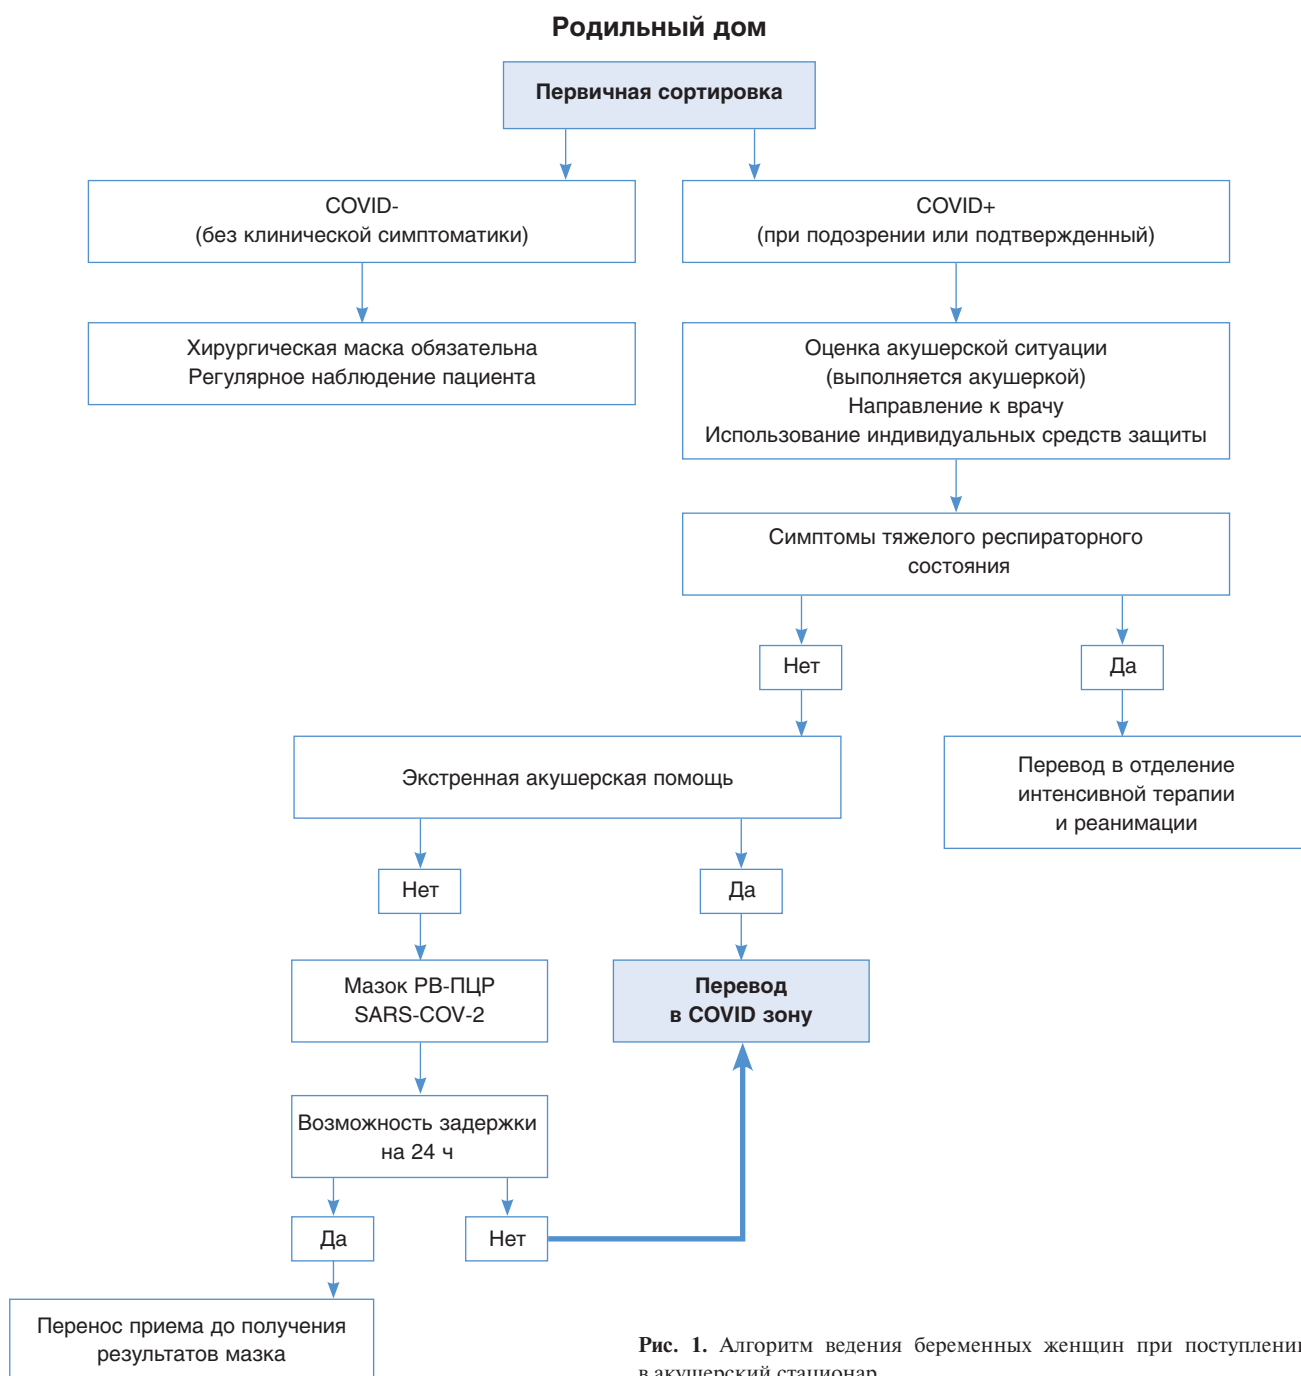 Родильный дом
Первичная сортировка
COVID-
(без клинической симптоматики)
COVID+
(при подозрении или подтвержденный)
Хирургическая маска обязательна
Регулярное наблюдение пациента
Оценка акушерской ситуации
(выполняется акушеркой)
Направление к врачу
Использование индивидуальных средств защиты
Симптомы тяжелого респираторного
состояния
Нет
Да
Экстренная акушерская помощь
Перевод в отделение
интенсивной терапии
и реанимации
Нет
Да
Мазок РВ-ПЦР
SARS-COV-2
Перевод
в COVID зону
Возможность задержки
на 24 ч
Да
Нет
Перенос приема до получения
результатов мазка
Рис. 1. Алгоритм ведения беременных женщин при поступлении
в акушерский стационар